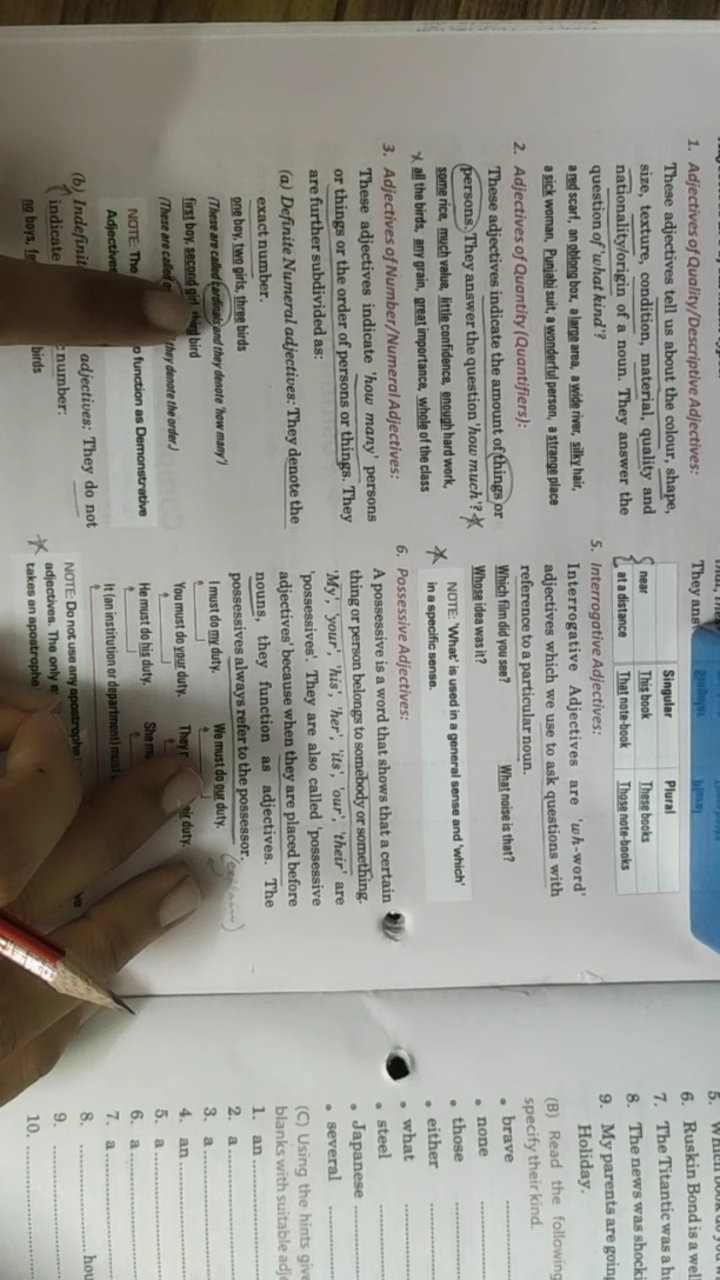 1. Adjectives of Quality/Descriptive Adjectives:
These adjectives tell us about the colour, shape,
size, texture, condition, material, quality and
nationality/origin of a noun. They answer the
question of 'what kind'?
a red scarf, an oblong box, a large area, a wide river, silky hair,
a sick woman, Punjabi suit, a wonderful person, a strange place
2. Adjectives of Quantity (Quantifiers):
These adjectives indicate the amount of things or
persons. They answer the question 'how much'?
some rice, much value, little confidence, enough hard work,
all the birds, any grain, great importance, whole of the class
3. Adjectives of Number/Numeral Adjectives:
These adjectives indicate 'how many' persons
or things or the order of persons or things. They
are further subdivided as:
(a) Definite Numeral adjectives: They denote the
exact number.
one boy, two girls, three birds
(These are called cardinals and they denote 'how many')
first boy, second girl, third bird
(These are called they denote the order.)
NOTE: The o function as Demonstrative
Adjectives
(b) Indefinit adjectives: They do not
indicate number:
birds
They ans
Singular Plural
near This book These books
at a distance That note-book Those note-books
5. Interrogative Adjectives:
Interrogative Adjectives are 'wh-word'
adjectives which we use to ask questions with
reference to a particular noun.
Which film did you see? What noise is that?
Whose idea was it?
NOTE: 'What' is used in a general sense and 'which'
in a specific sense.
6. Possessive Adjectives:
A possessive is a word that shows that a certain
thing or person belongs to somebody or something.
'My', 'your', 'his', 'her', 'its', 'our', 'their' are
'possessives'. They are also called 'possessive
adjectives' because when they are placed before
nouns, they function as adjectives. The
possessives always refer to the possessor.
I must do my duty. We must do our duty.
You must do your duty. They eir duty.
He must do his duty. She mu
It (an institution or department) must
NOTE: Do not use any apostrophe
adjectives. The only
takes an apostrophe
6. Ruskin Bond is a wel
7. The Titanic was a h
8. The news was shock
9. My parents are goin
Holiday.
(B) Read the following
specify their kind.
• brave
• none
• those
• either
• what
• steel
• Japanese
• several
(C) Using the hints give
blanks with suitable adje
1. an
2. a
3. a
4. an
5. a
6. a
7. a
8. hou
9.
10.